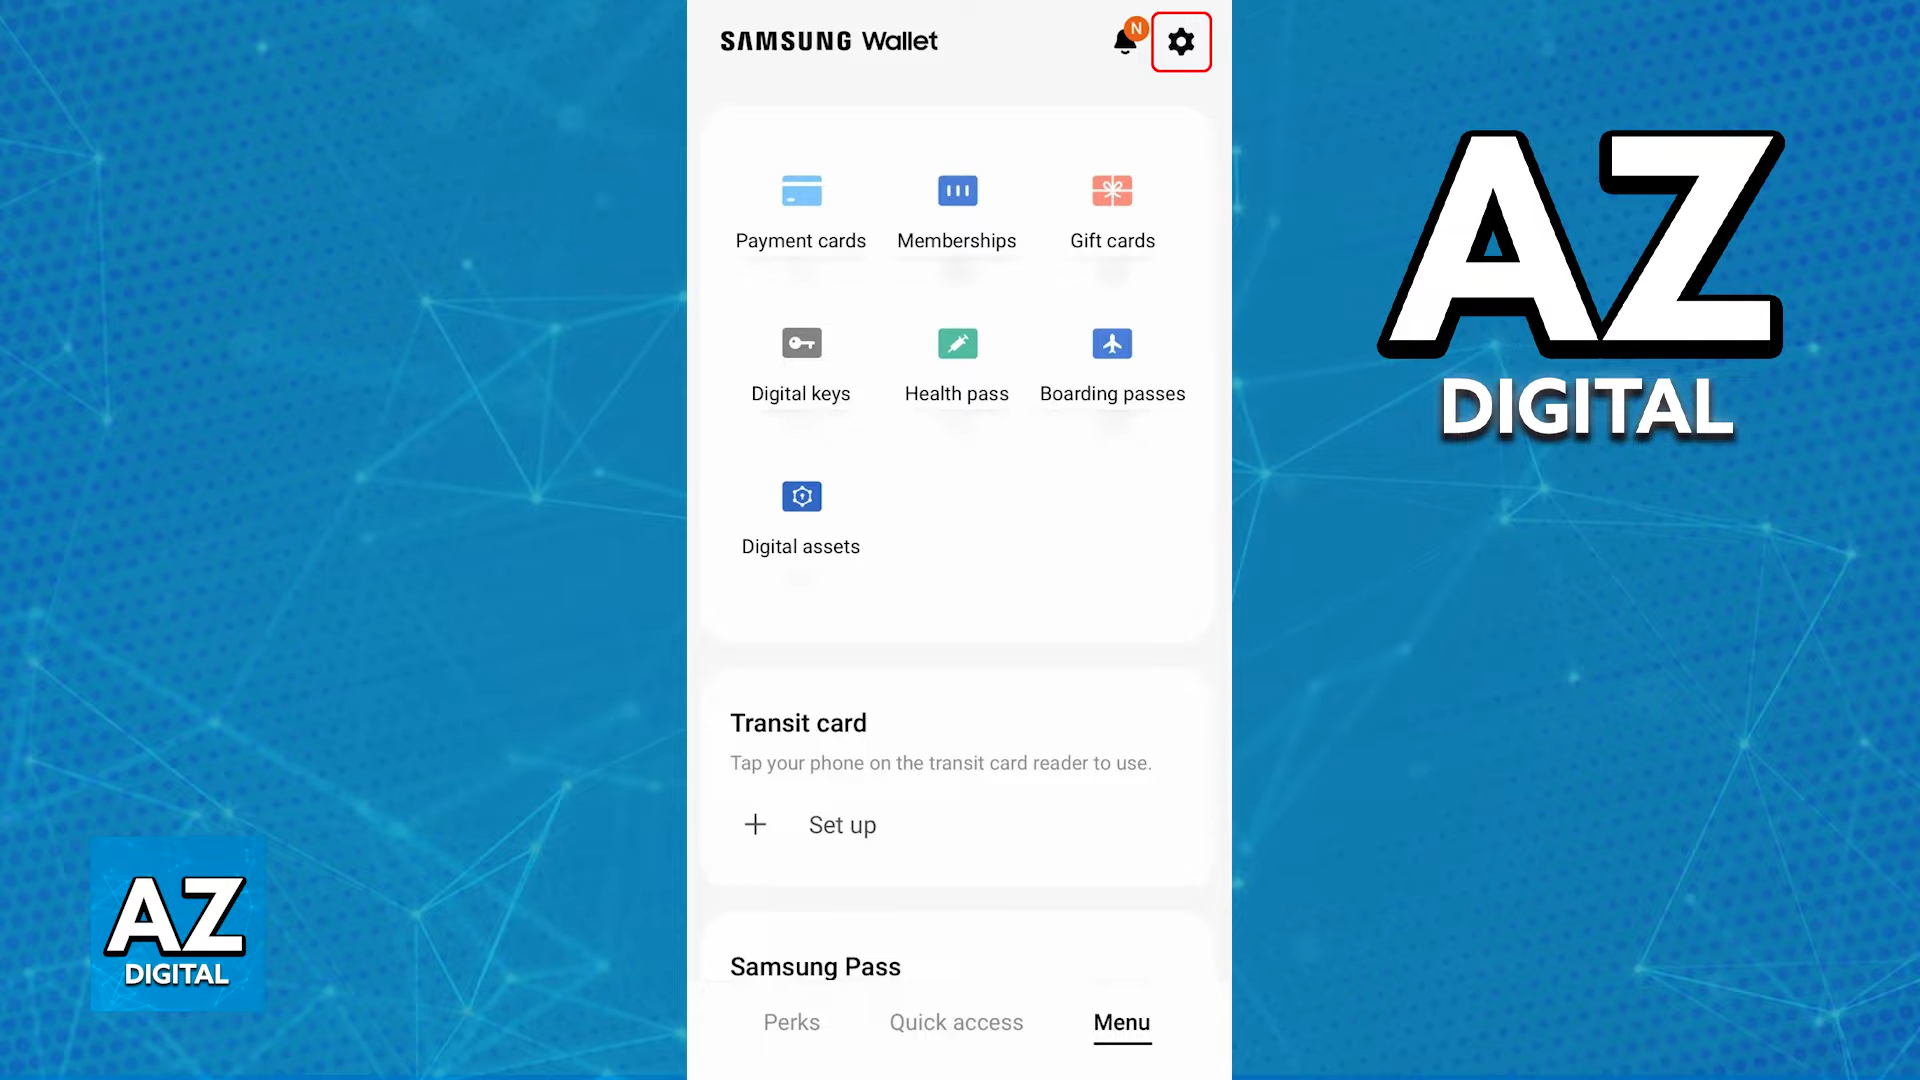 SAMSUNG Wallet
N
Payment cards
Memberships
Gift cards
Digital keys
Health pass
Boarding passes
Digital assets
Transit card
Tap your phone on the transit card reader to use.
+ Set up
Samsung Pass
Perks
Quick access
Menu
AZ
DIGITAL
AZ
DIGITAL